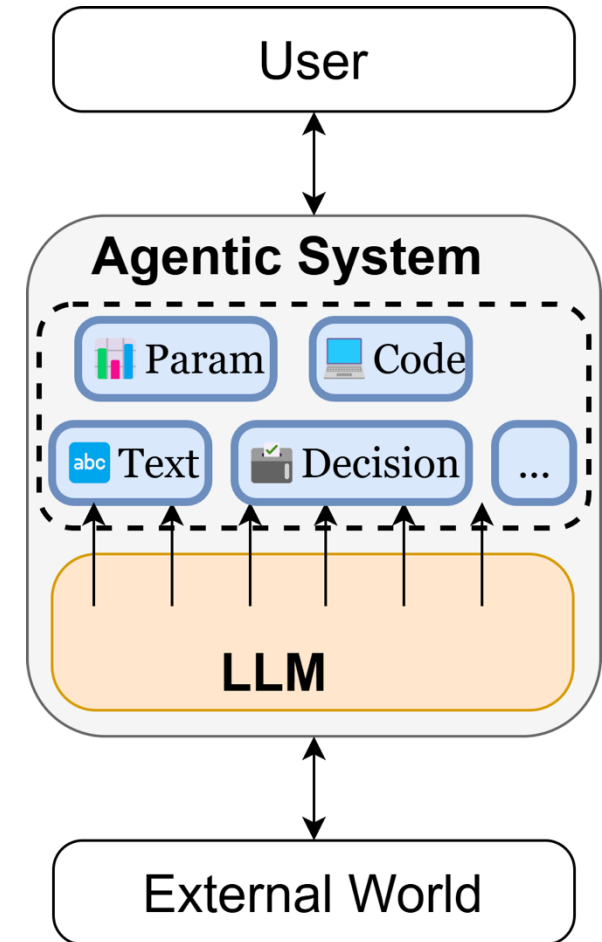 User
Agentic System
Param
Code
abc Text
Decision
...
LLM
External World